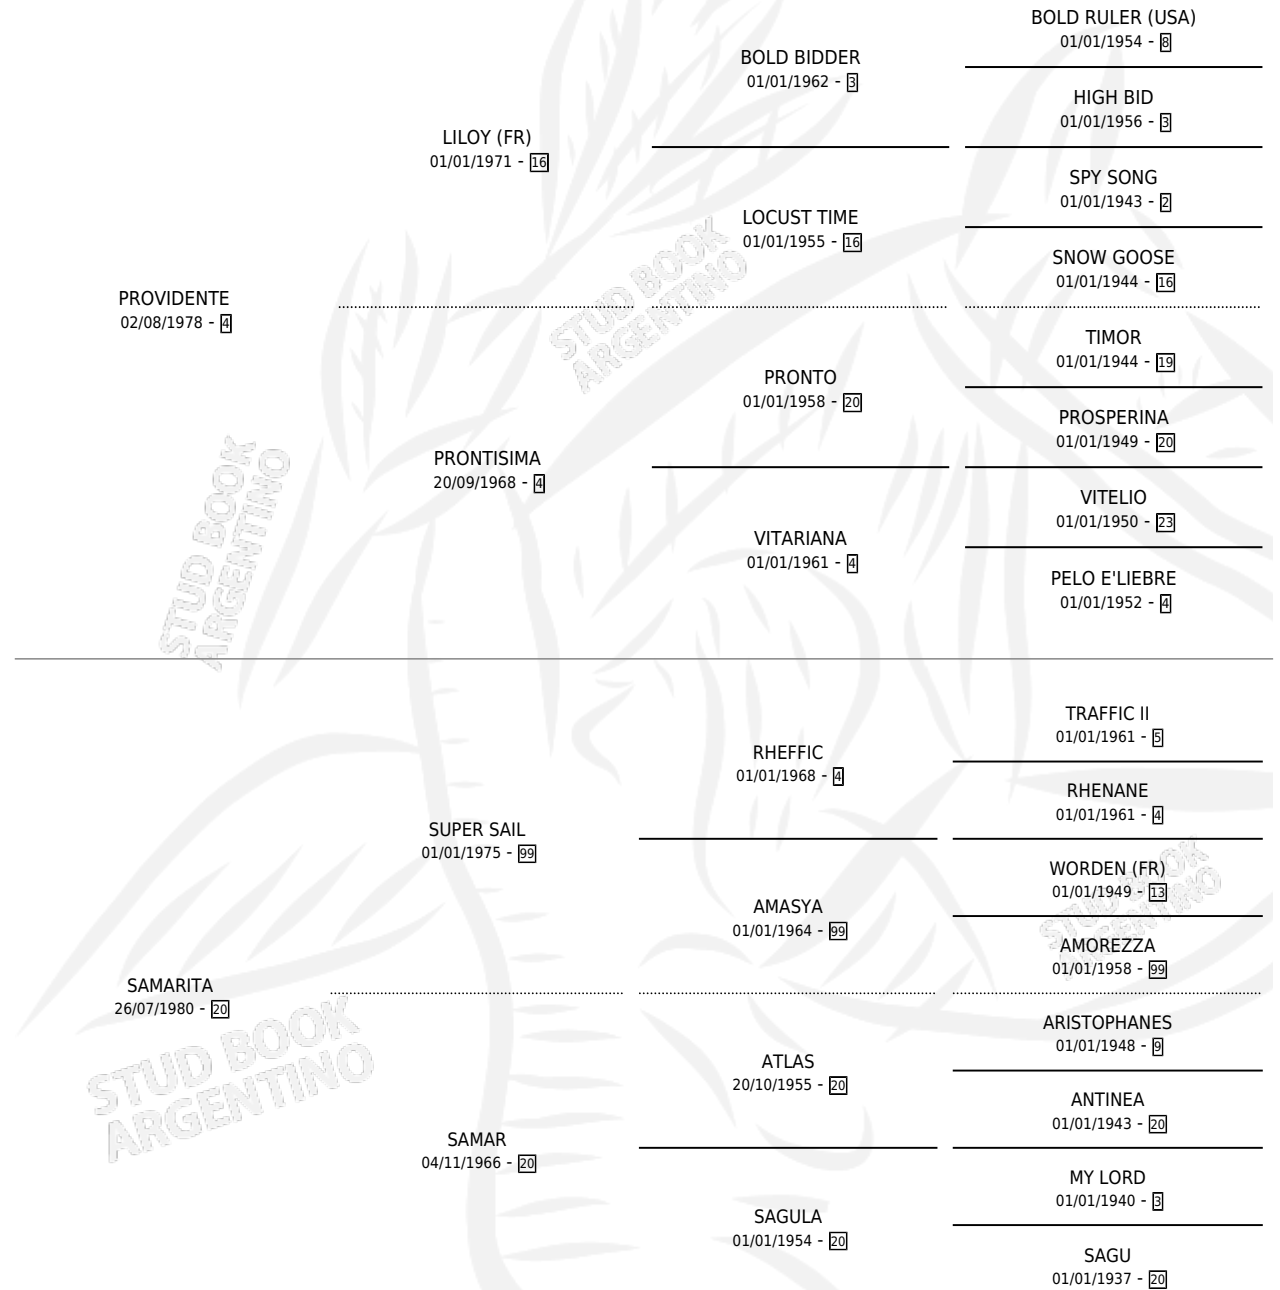 BOLD RULER (USA)
01/01/1954 - 8
BOLD BIDDER
01/01/1962 - 3
HIGH BID
01/01/1956 - 3
LILOY (FR)
01/01/1971 - 16
SPY SONG
01/01/1943 - 2
LOCUST TIME
01/01/1955 - 16
SNOW GOOSE
01/01/1944 - 16
PROVIDENTE
02/08/1978 - 4
STUD BOOK
ARGENTINO
TIMOR
01/01/1944 - 19
PRONTO
01/01/1958 - 20
PROSPERINA
01/01/1949 - 20
PRONTISIMA
20/09/1968 - 4
VITELIO
01/01/1950 - 23
VITARIANA
01/01/1961 - 4
PELO E'LIEBRE
01/01/1952 - 4
STUD BOOK
ARGENTINO
TRAFFIC II
01/01/1961 - 5
RHEFFIC
01/01/1968 - 4
RHENANE
01/01/1961 - 4
SUPER SAIL
01/01/1975 - 99
WORDEN (FR)
01/01/1949 - 13
AMASYA
01/01/1964 - 99
AMOREZZA
01/01/1958 - 99
STUD BOOK
ARGENTINO
SAMARITA
26/07/1980 - 20
ARISTOPHANES
01/01/1948 - 9
ATLAS
20/10/1955 - 20
ANTINEA
01/01/1943 - 20
STUD BOOK
ARGENTINO
SAMAR
04/11/1966 - 20
MY LORD
01/01/1940 - 3
SAGULA
01/01/1954 - 20
SAGU
01/01/1937 - 20